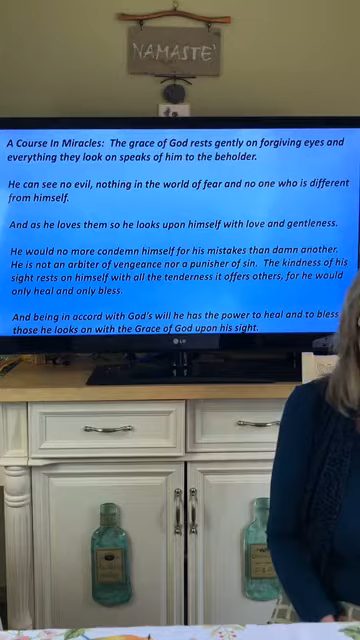 NAMASTE'
A Course In Miracles:  The grace of God rests gently on forgiving eyes and
everything they look on speaks of him to the beholder.
He can see no evil, nothing in the world of fear and no one who is different
from himself.
And as he loves them so he looks upon himself with love and gentleness.
He would no more condemn himself for his mistakes than damn another.
He is not an arbiter of vengeance nor a punisher of sin.  The kindness of his
sight rests on himself with all the tenderness it offers others, for he would
only heal and only bless.
And being in accord with God's will he has the power to heal and to bless
those he looks on with the Grace of God upon his sight.
LG